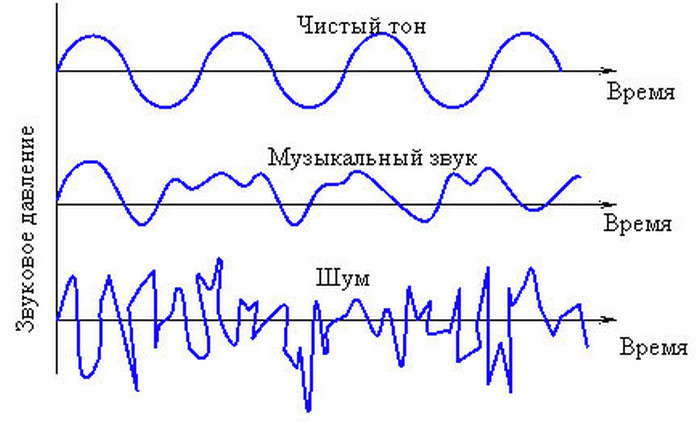 Чистый тон
Время
Звуковое давление
Музыкальный звук
Время
Шум
Время